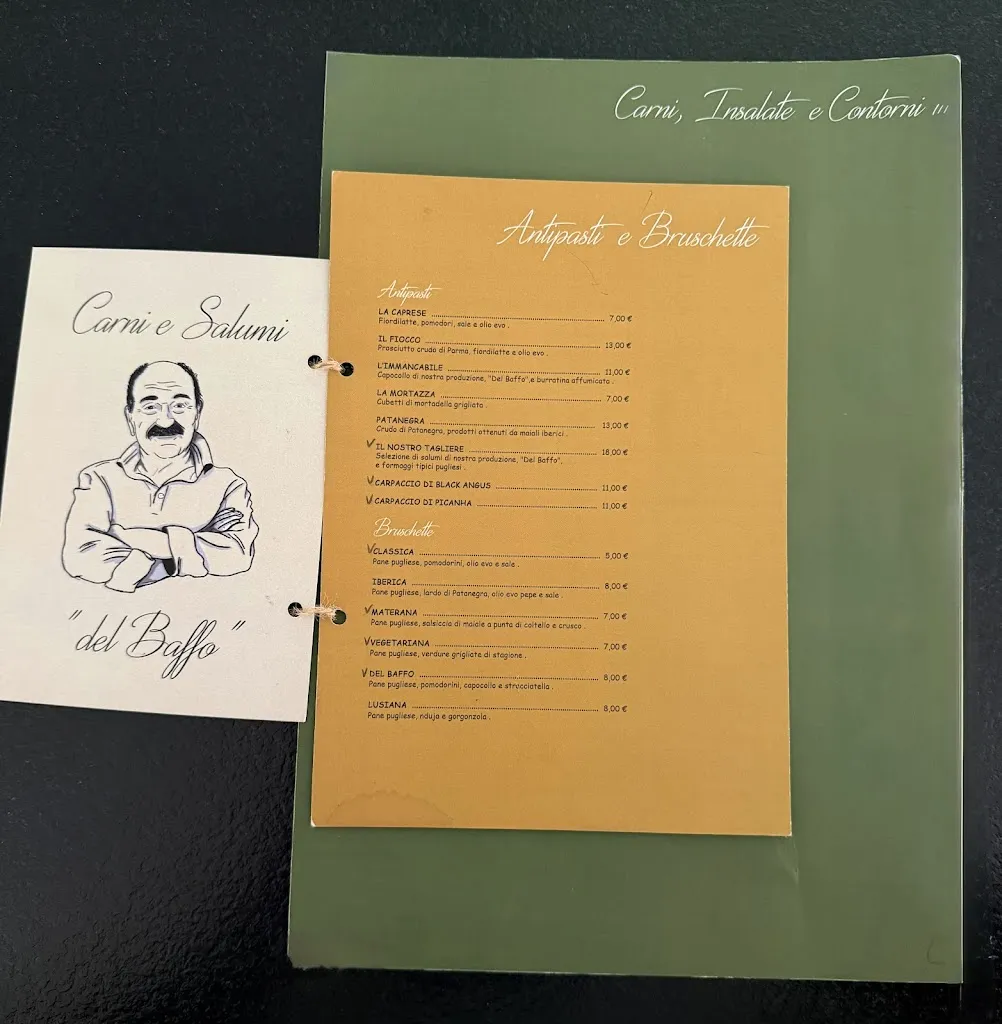 Carni, Insalate e Contorni
Antipasti e Bruschette
Carni e Salumi
"del Baffo"
Antipasti
LA CAPRESE 7,00 €
Fiordilatte, pomodori, sale e olio evo .
IL FIOCCO 13,00 €
Prosciutto crudo di Parma, fiordilatte e olio evo .
L'IMMANCABILE 11,00 €
Capocollo di nostra produzione, "Del Baffo",e burratina affumicata .
LA MORTAZZA 7,00 €
Cubetti di mortadella grigliata .
PATANEGRA 13,00 €
Crudo di Patanegra, prodotti ottenuti da maiali iberici .
IL NOSTRO TAGLIERE 18,00 €
Selezione di salumi di nostra produzione, "Del Baffo",
e formaggi tipici pugliesi .
CARPACCIO DI BLACK ANGUS 11,00 €
CARPACCIO DI PICANHA 11,00 €
Bruschette
CLASSICA 5,00 €
Pane pugliese, pomodorini, olio evo e sale .
IBERICA 8,00 €
Pane pugliese, lardo di Patanegra, olio evo pepe e sale .
MATERANA 7,00 €
Pane pugliese, salsiccia di maiale a punta di coltello e crusco .
VEGETARIANA 7,00 €
Pane pugliese, verdure grigliate di stagione .
DEL BAFFO 8,00 €
Pane pugliese, pomodorini, capocollo e stracciatella .
LUSIANA 8,00 €
Pane pugliese, nduja e gorgonzola .